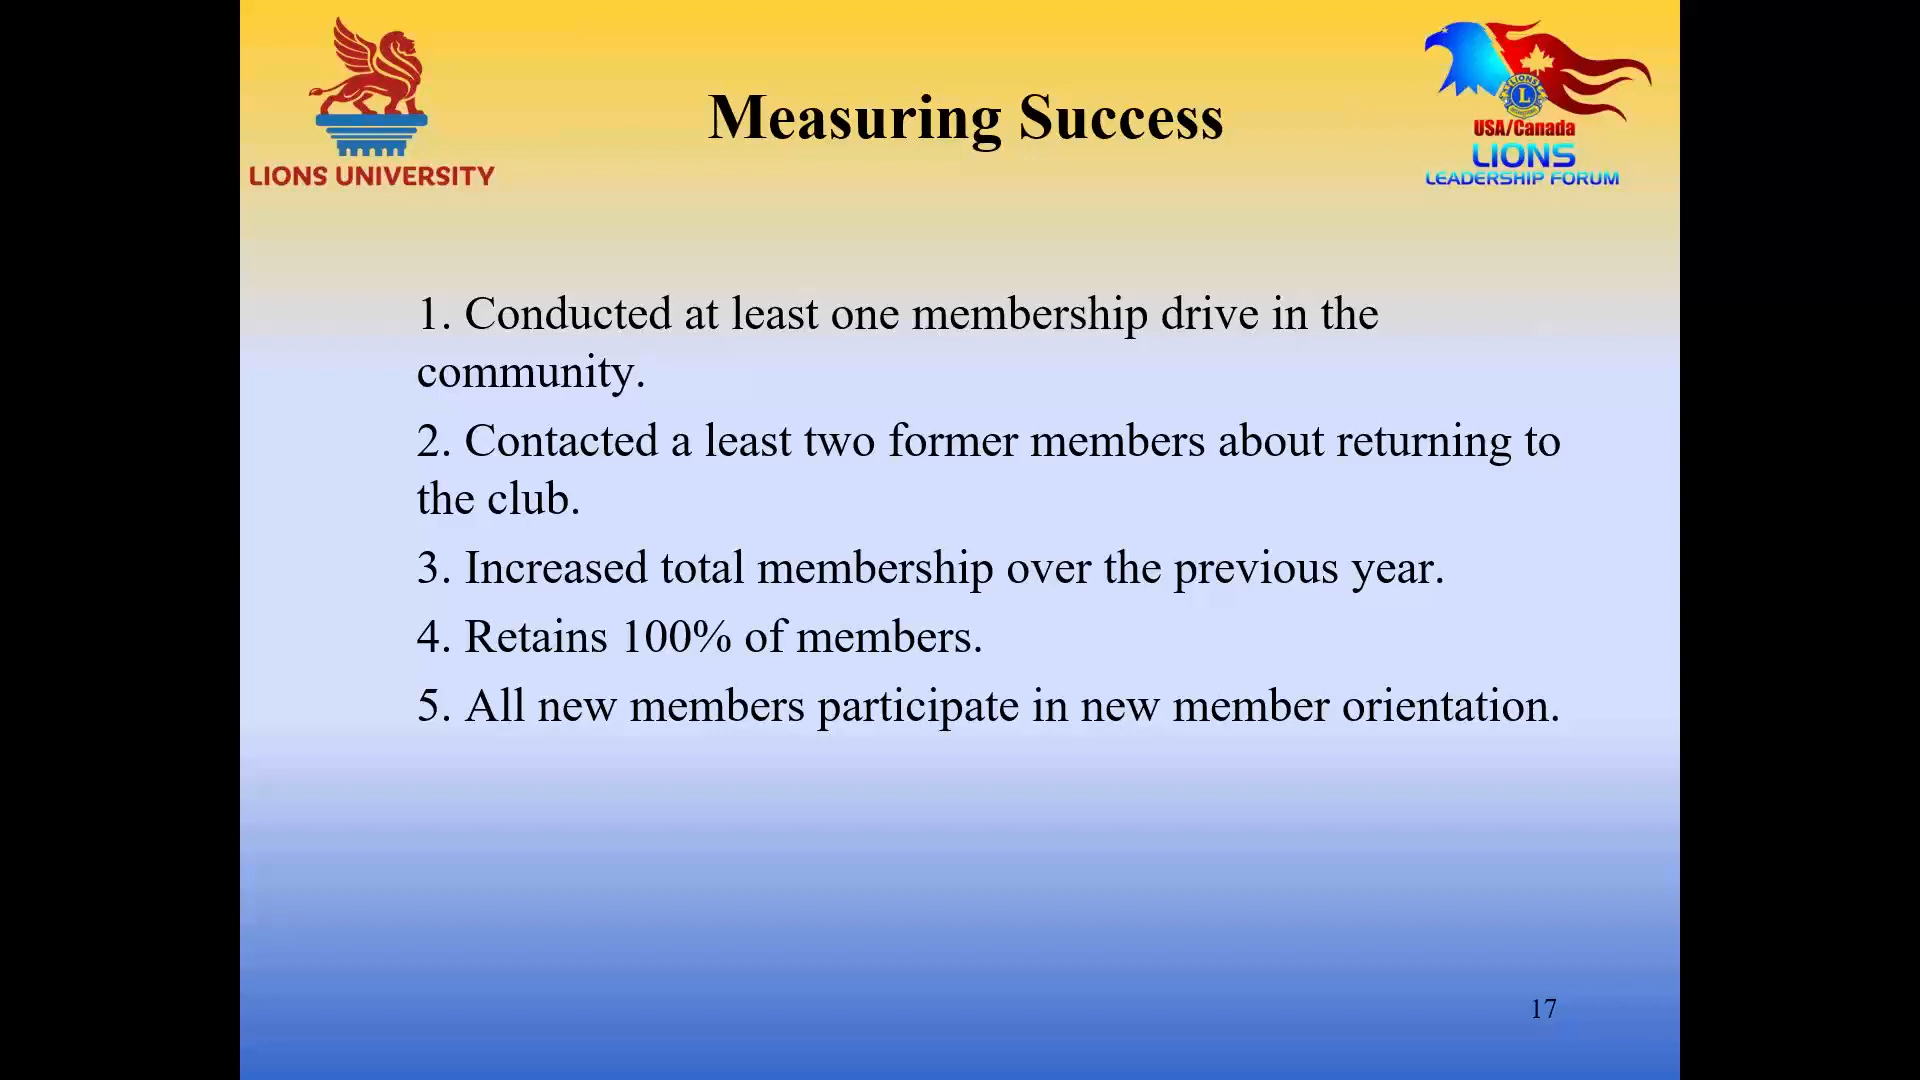 Measuring Success
LIONS UNIVERSITY
LIONS
L
USA/Canada
LIONS
LEADERSHIP FORUM
1. Conducted at least one membership drive in the
community.
2. Contacted a least two former members about returning to
the club.
3. Increased total membership over the previous year.
4. Retains 100% of members.
5. All new members participate in new member orientation.
17